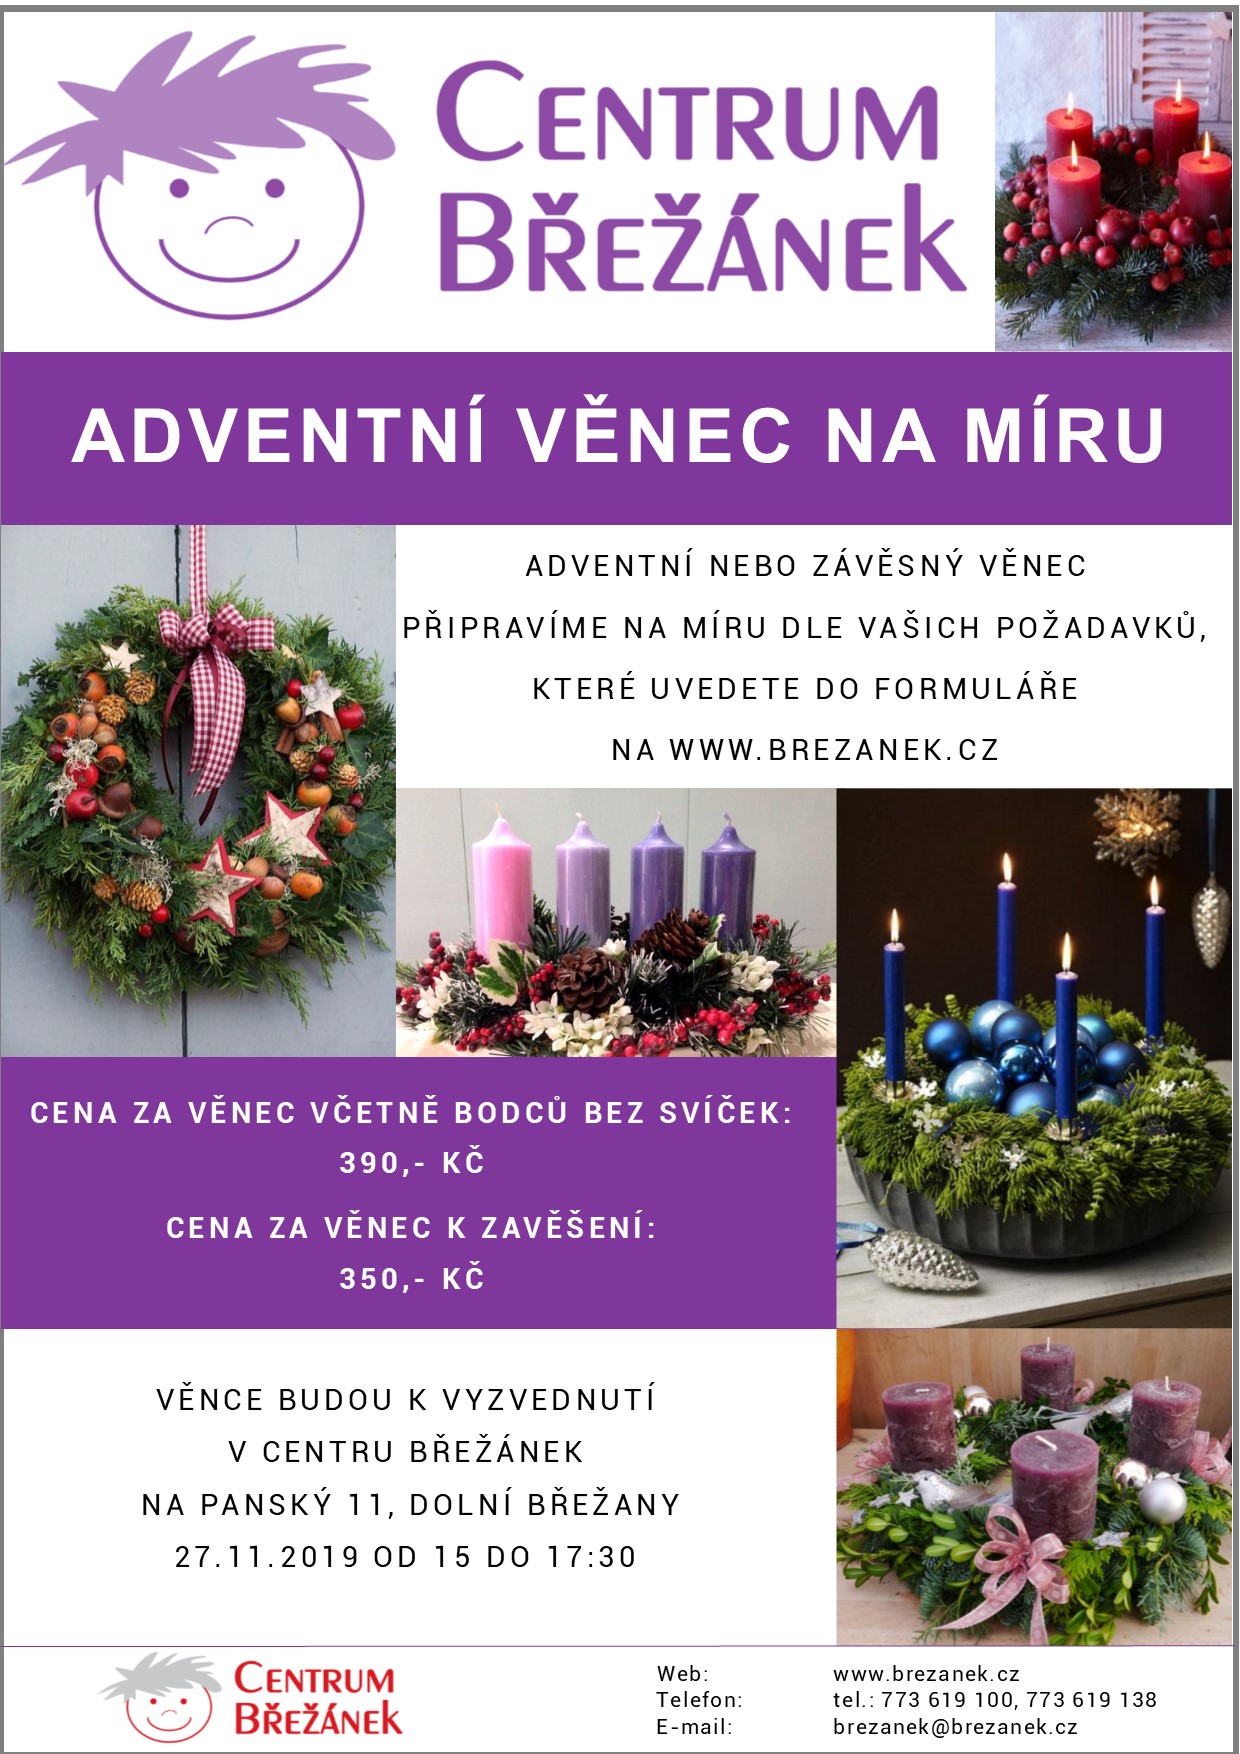 CENTRUM
BŘEŽÁNEK
ADVENTNÍ VĚNEC NA MÍRU
ADVENTNÍ NEBO ZÁVĚSNÝ VĚNEC
PŘIPRAVÍME NA MÍRU DLE VAŠICH POŽADAVKŮ,
KTERÉ UVEDETE DO FORMULÁŘE
NA WWW.BREZANEK.CZ
CENA ZA VĚNEC VČETNĚ BODCŮ BEZ SVÍČEK:
390,- KČ
CENA ZA VĚNEC K ZAVĚŠENÍ:
350,- KČ
VĚNCE BUDOU K VYZVEDNUTÍ
V CENTRU BŘEŽÁNEK
NA PANSKÝ 11, DOLNÍ BŘEŽANY
27.11.2019 OD 15 DO 17:30
CENTRUM
BŘEŽÁNEK
Web: www.brezanek.cz
Telefon: tel.: 773 619 100, 773 619 138
E-mail: brezanek@brezanek.cz